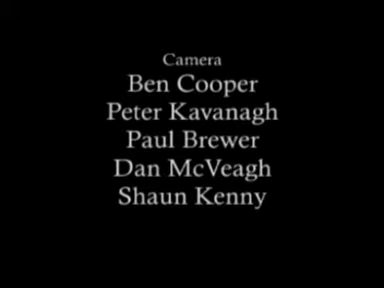 Camera
Ben Cooper
Peter Kavanagh
Paul Brewer
Dan McVeagh
Shaun Kenny